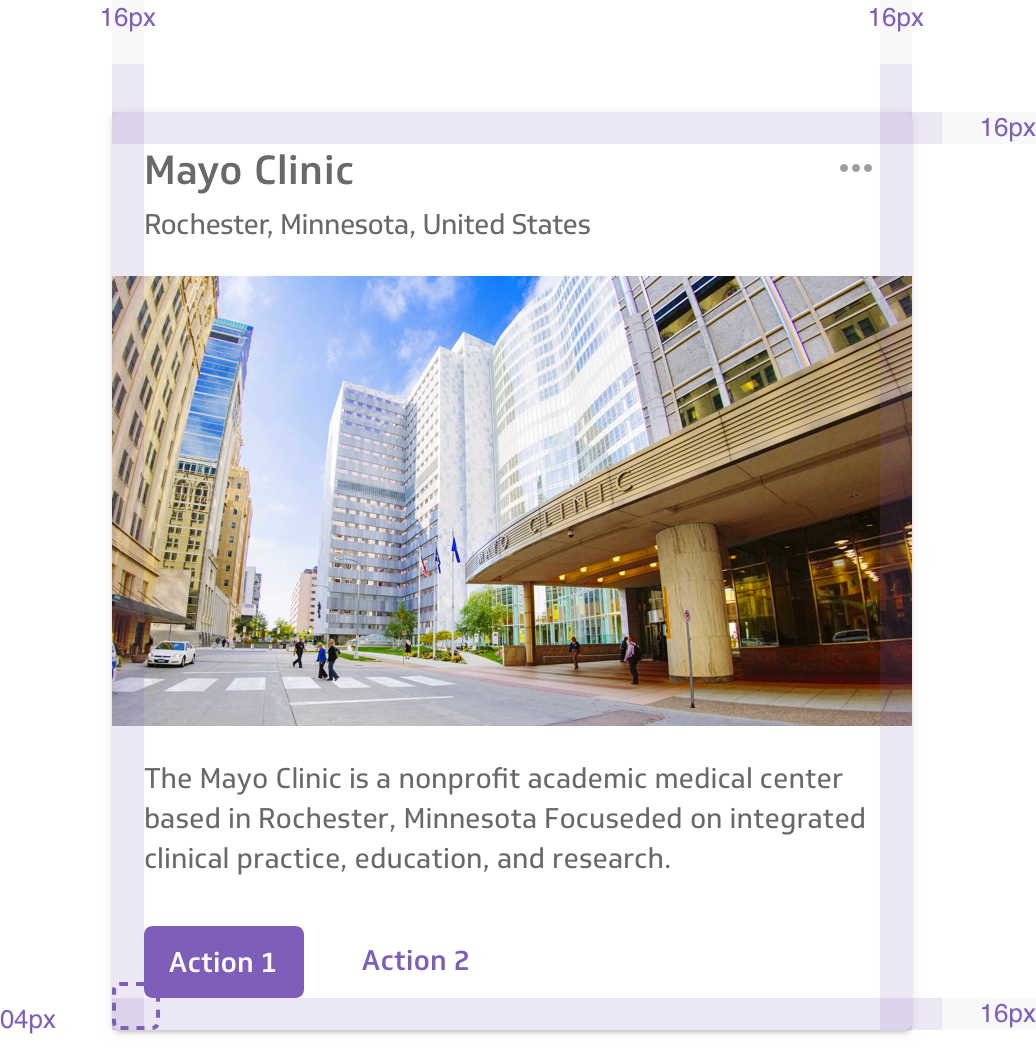 16px
16px
16px
Mayo Clinic
Rochester, Minnesota, United States
MAYO CLINIC
The Mayo Clinic is a nonprofit academic medical center
based in Rochester, Minnesota Focuseded on integrated
clinical practice, education, and research.
Action 1
Action 2
04px
16px